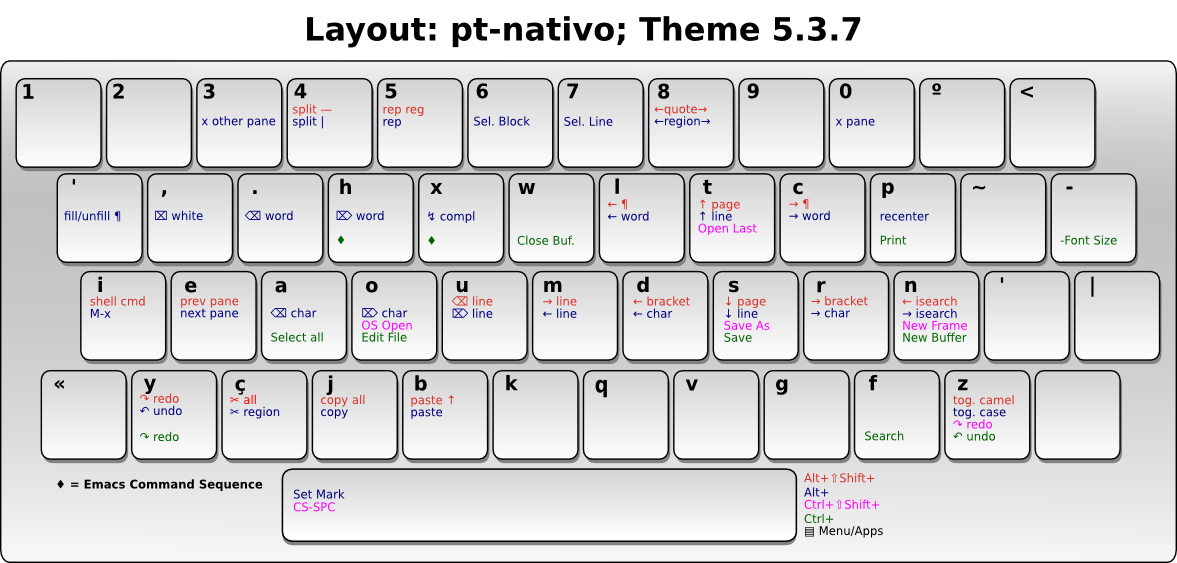 Layout: pt-nativo; Theme 5.3.7
1
2
3
x other pane
4
split —
split |
5
rep reg
rep
6
Sel. Block
7
Sel. Line
8
←quote→
←region→
9
0
x pane
º
<
'
fill/unfill ¶
,
⌧ white
.
⌫ word
h
⌦ word
♦
x
↯ compl
♦
w
Close Buf.
l
← ¶
← word
t
↑ page
↑ line
Open Last
c
→ ¶
→ word
p
recenter
Print
~
-
-Font Size
i
shell cmd
M-x
e
prev pane
next pane
a
⌫ char
Select all
o
⌦ char
OS Open
Edit File
u
⌫ line
⌦ line
m
→ line
← line
d
← bracket
← char
s
↓ page
↓ line
Save As
Save
r
→ bracket
→ char
n
← isearch
→ isearch
New Frame
New Buffer
'
|
«
y
↷ redo
↶ undo
↷ redo
ç
✂ all
✂ region
j
copy all
copy
b
paste ↑
paste
k
q
v
g
f
Search
z
tog. camel
tog. case
↷ redo
↶ undo
♦ = Emacs Command Sequence
Set Mark
CS-SPC
Alt+⇧Shift+
Alt+
Ctrl+⇧Shift+
Ctrl+
▤ Menu/Apps